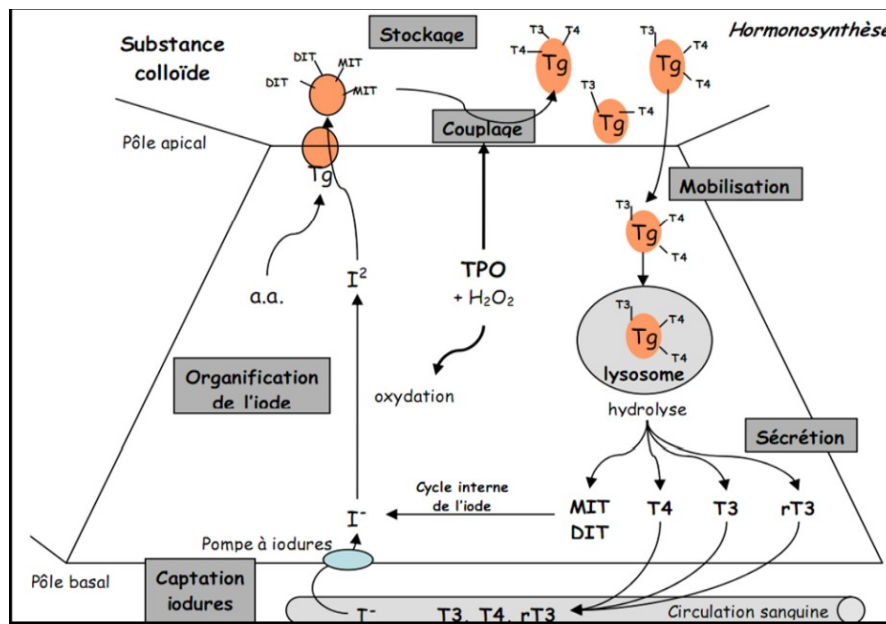 Stockage
Hormonosynthèse
Substance
colloïde
DIT
MIT
DIT
MIT
T3
T4
T4
Tg
T3
T4
Tg
T3
T4
T4
Tg
Couplage
Pôle apical
Tg
Mobilisation
T3
T4
Tg
T4
a.a.
I²
TPO
+ H₂O₂
T3
T4
Tg
T4
lysosome
Organification
de l'iode
oxydation
hydrolyse
Sécrétion
Cycle interne
de l'iode
I⁻
MIT
DIT
T4
T3
rT3
Pompe à iodures
Pôle basal
Captation
iodures
I⁻
T3, T4, rT3
Circulation sanguine